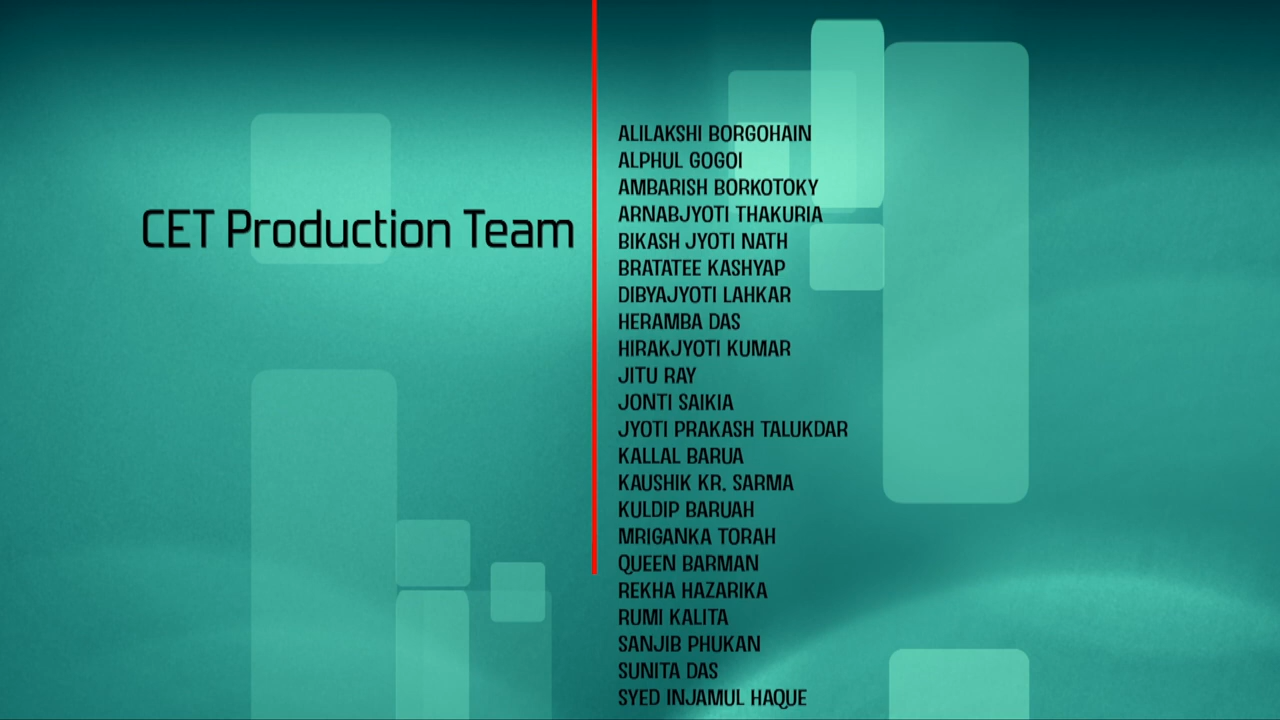 CET Production Team
ALILAKSHI BORGOHAIN
ALPHUL GOGOI
AMBARISH BORKOTOKY
ARNABJYOTI THAKURIA
BIKASH JYOTI NATH
BRATATEE KASHYAP
DIBYAJYOTI LAHKAR
HERAMBA DAS
HIRAKJYOTI KUMAR
JITU RAY
JONTI SAIKIA
JYOTI PRAKASH TALUKDAR
KALLAL BARUA
KAUSHIK KR. SARMA
KULDIP BARUAH
MRIGANKA TORAH
QUEEN BARMAN
REKHA HAZARIKA
RUMI KALITA
SANJIB PHUKAN
SUNITA DAS
SYED INJAMUL HAQUE